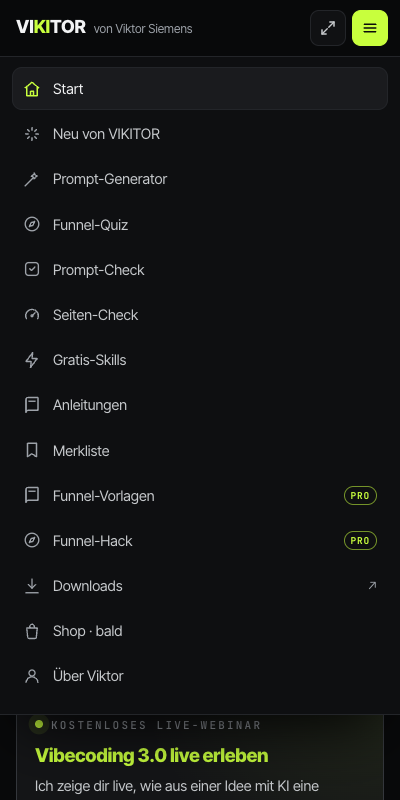 VIKITOR von Viktor Siemens
Start
Neu von VIKITOR
Prompt-Generator
Funnel-Quiz
Prompt-Check
Seiten-Check
Gratis-Skills
Anleitungen
Merkliste
Funnel-Vorlagen PRO
Funnel-Hack PRO
Downloads
Shop · bald
Über Viktor
KOSTENLOSES LIVE-WEBINAR
Vibecoding 3.0 live erleben
Ich zeige dir live, wie aus einer Idee mit KI eine